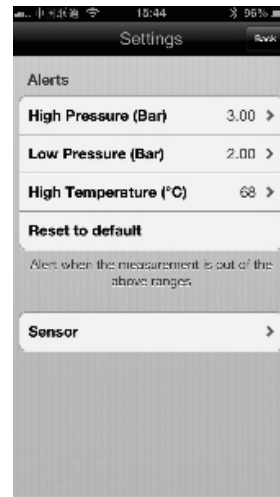 15:44
96%
Settings
Back
Alerts
High Pressure (Bar)
3.00 >
Low Pressure (Bar)
2.00 >
High Temperature (°C)
68 >
Reset to default
Alert when the measurement is out of the
above ranges
Sensor
>